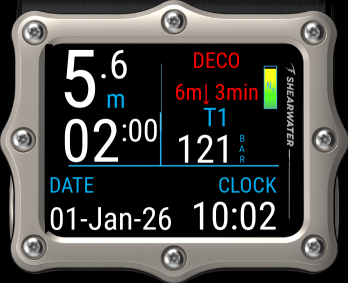 5.6 m
DECO
6m↓ 3min
02:00
T1
121 BAR
SHEARWATER
DATE CLOCK
01-Jan-26 10:02